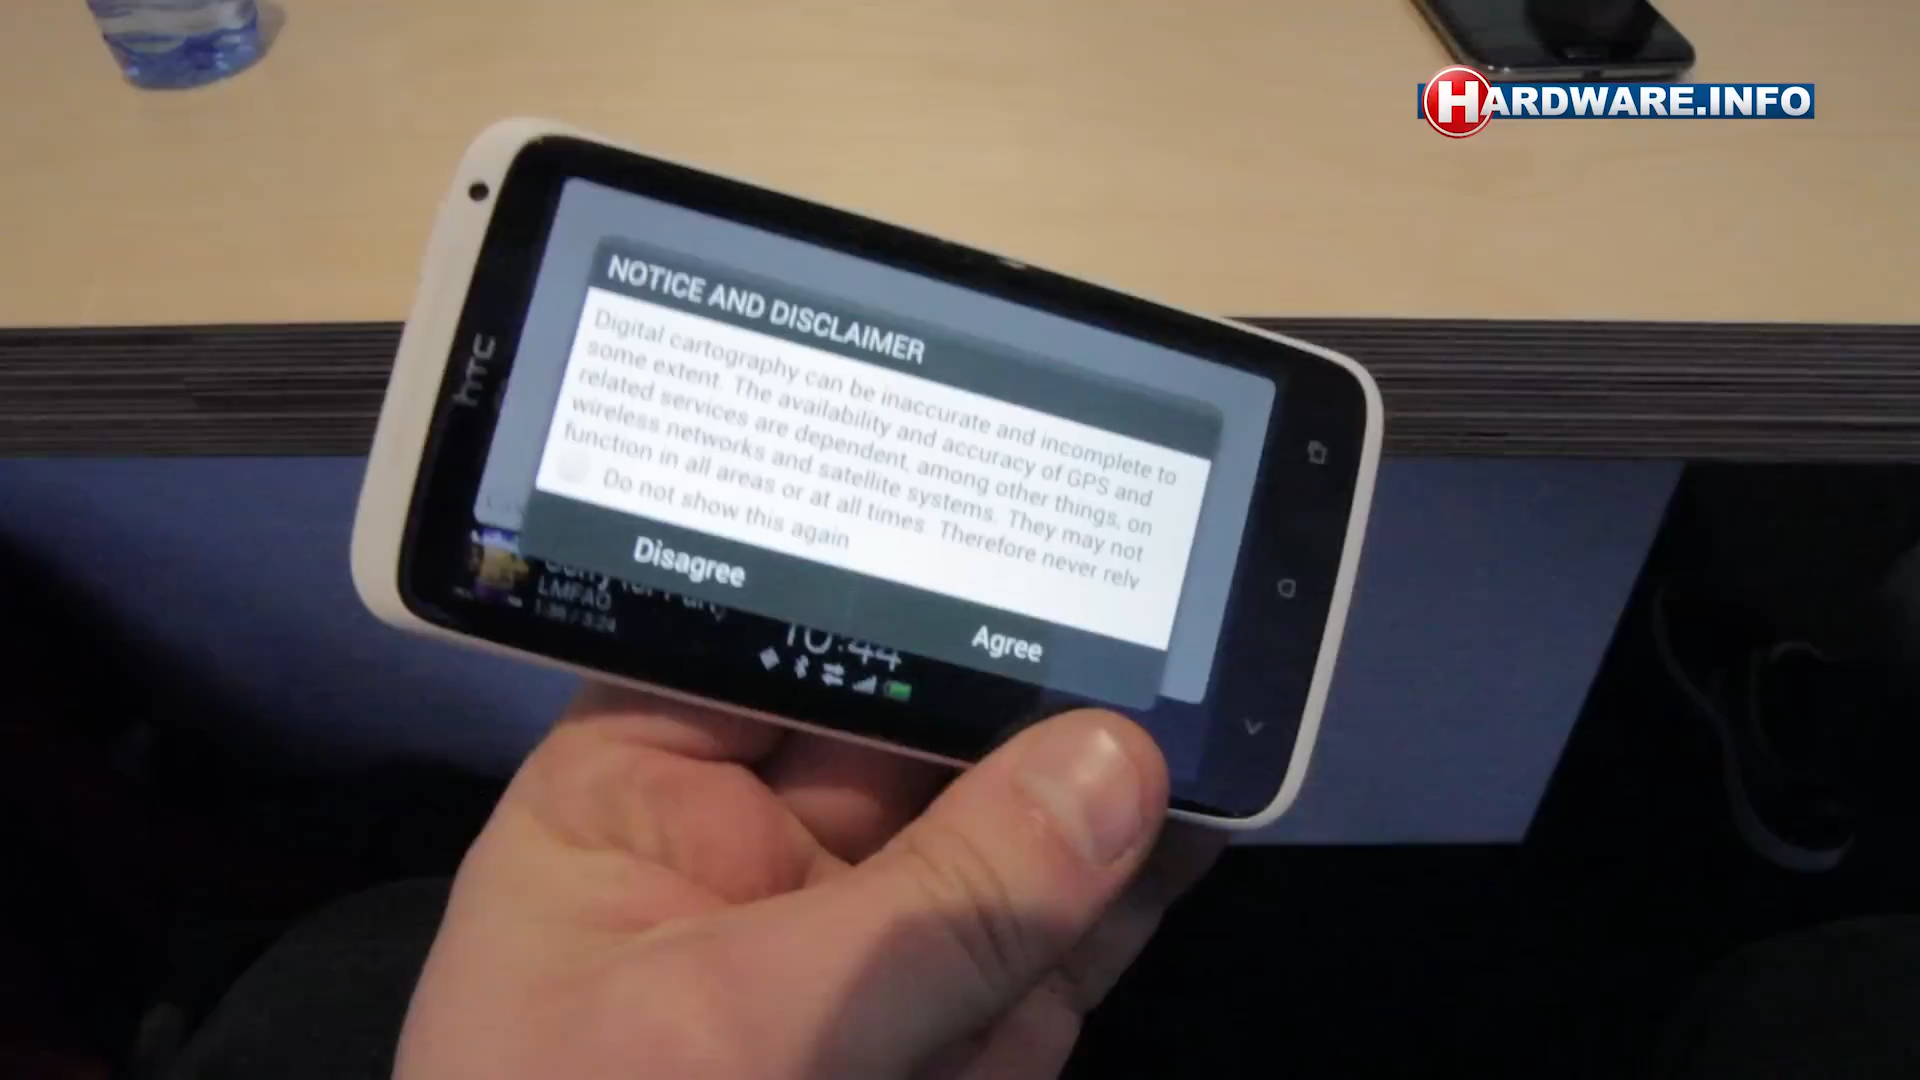 HARDWARE.INFO
hTC
NOTICE AND DISCLAIMER
Digital cartography can be inaccurate and incomplete to
some extent. The availability and accuracy of GPS and
related services are dependent, among other things, on
wireless networks and satellite systems. They may not
function in all areas or at all times. Therefore never rely
Do not show this again
Disagree
Agree
LMFAO
10:44